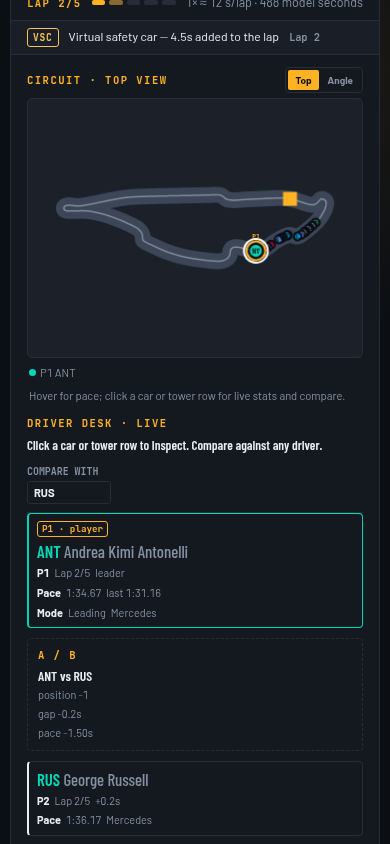 LAP 2/5 1×≈ 12 s/lap · 488 model seconds
VSC Virtual safety car — 4.5s added to the lap Lap 2
CIRCUIT · TOP VIEW Top Angle
P1
ANT
P1 ANT
Hover for pace; click a car or tower row for live stats and compare.
DRIVER DESK · LIVE
Click a car or tower row to inspect. Compare against any driver.
COMPARE WITH
RUS
P1 · player
ANT Andrea Kimi Antonelli
P1 Lap 2/5 leader
Pace 1:34.67 last 1:31.16
Mode Leading Mercedes
A / B
ANT vs RUS
position -1
gap -0.2s
pace -1.50s
RUS George Russell
P2 Lap 2/5 +0.2s
Pace 1:36.17 Mercedes